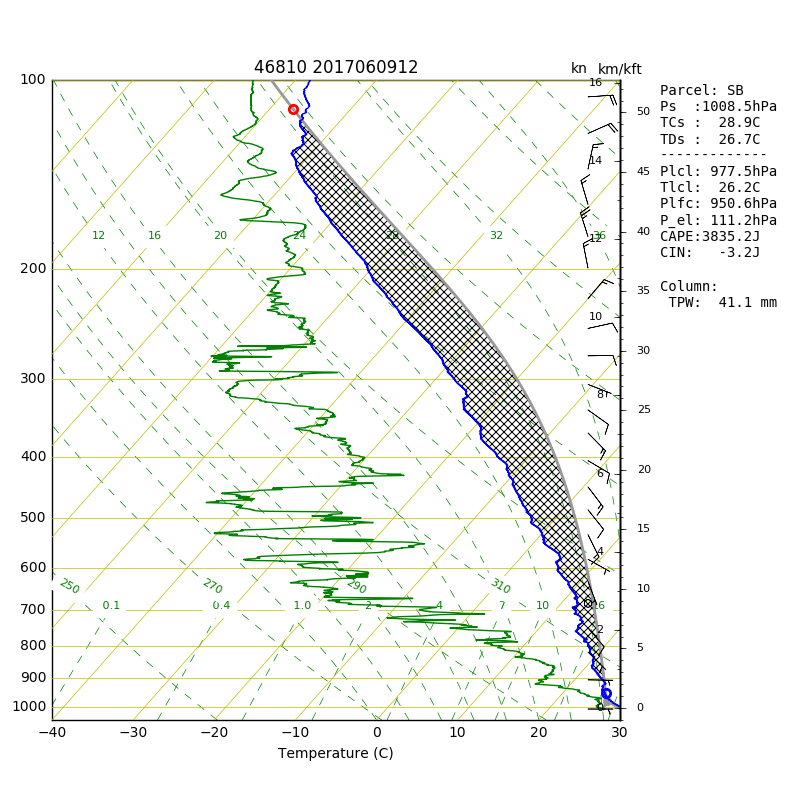 46810 2017060912
kn km/kft
Parcel: SB
Ps  :1008.5hPa
TCs :  28.9C
TDs :  26.7C
-------------
Plcl: 977.5hPa
Tlcl:  26.2C
Plfc: 950.6hPa
P_el: 111.2hPa
CAPE:3835.2J
CIN:   -3.2J
Column:
TPW:  41.1 mm
100
200
300
400
500
600
700
800
900
1000
12 16 20 24 28 32 36
250 270 290 310
0.1 0.4 1.0 2 4 7 10 16
16
14
12
10
8
6
4
2
0
50
45
40
35
30
25
20
15
10
5
0
−40 −30 −20 −10 0 10 20 30
Temperature (C)